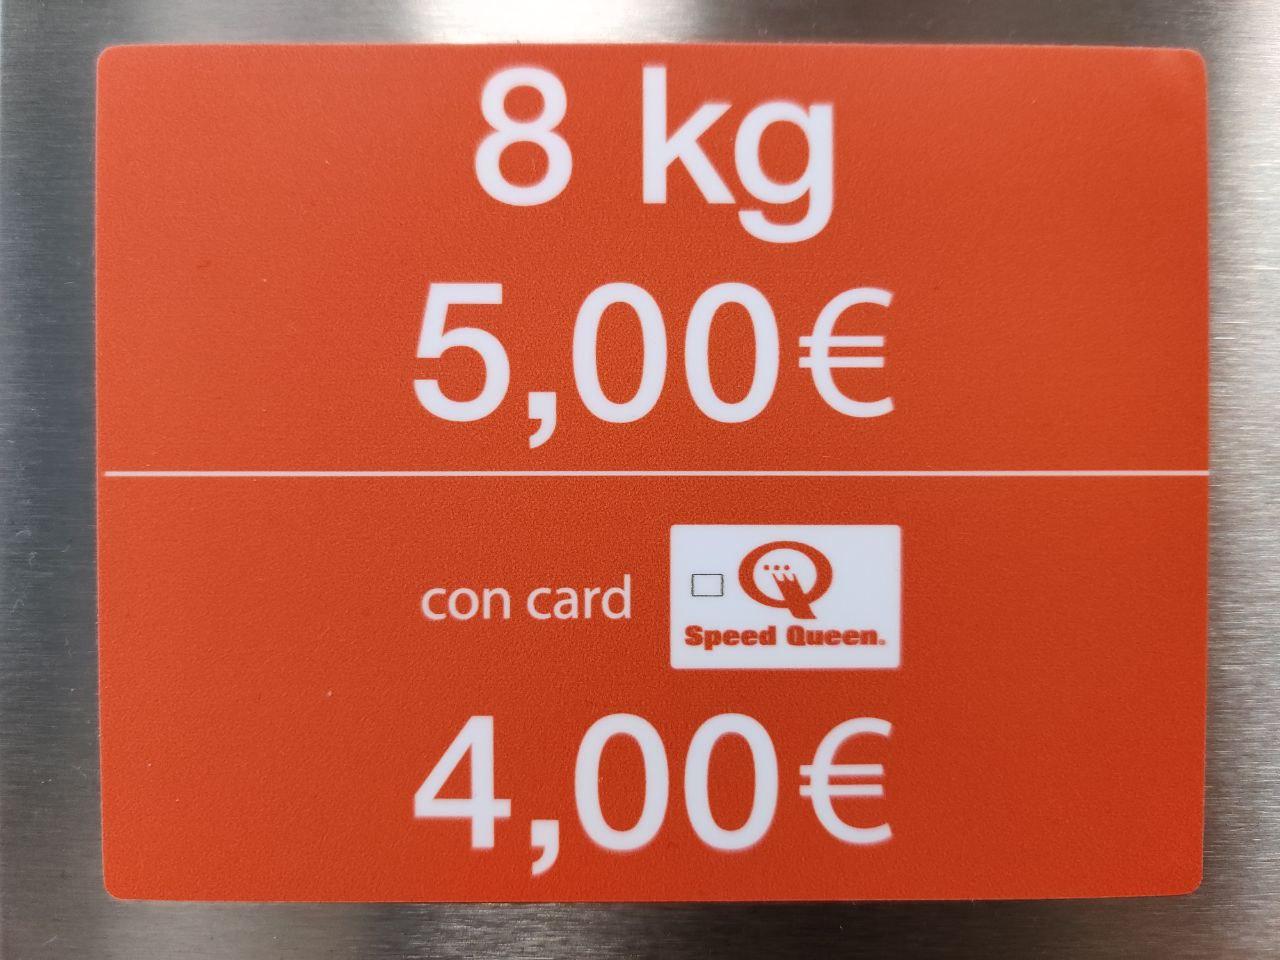 8 kg
5,00€
con card
Speed Queen.
4,00€